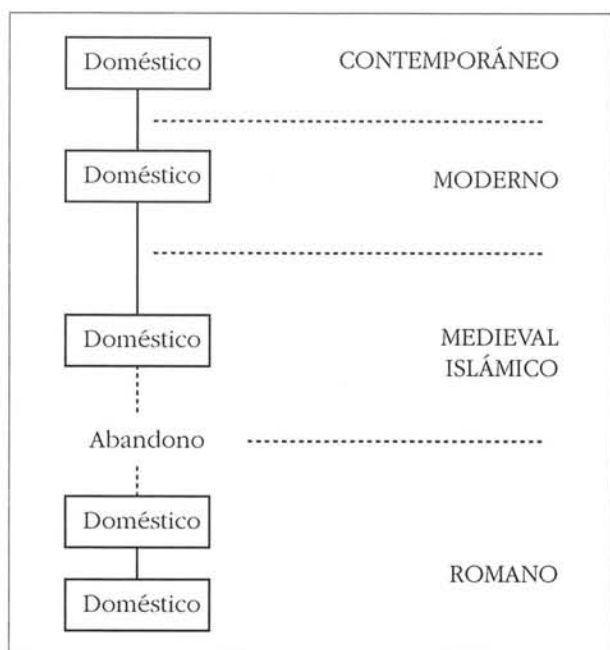 Doméstico
CONTEMPORÁNEO
Doméstico
MODERNO
Doméstico
MEDIEVAL
ISLÁMICO
Abandono
Doméstico
ROMANO
Doméstico